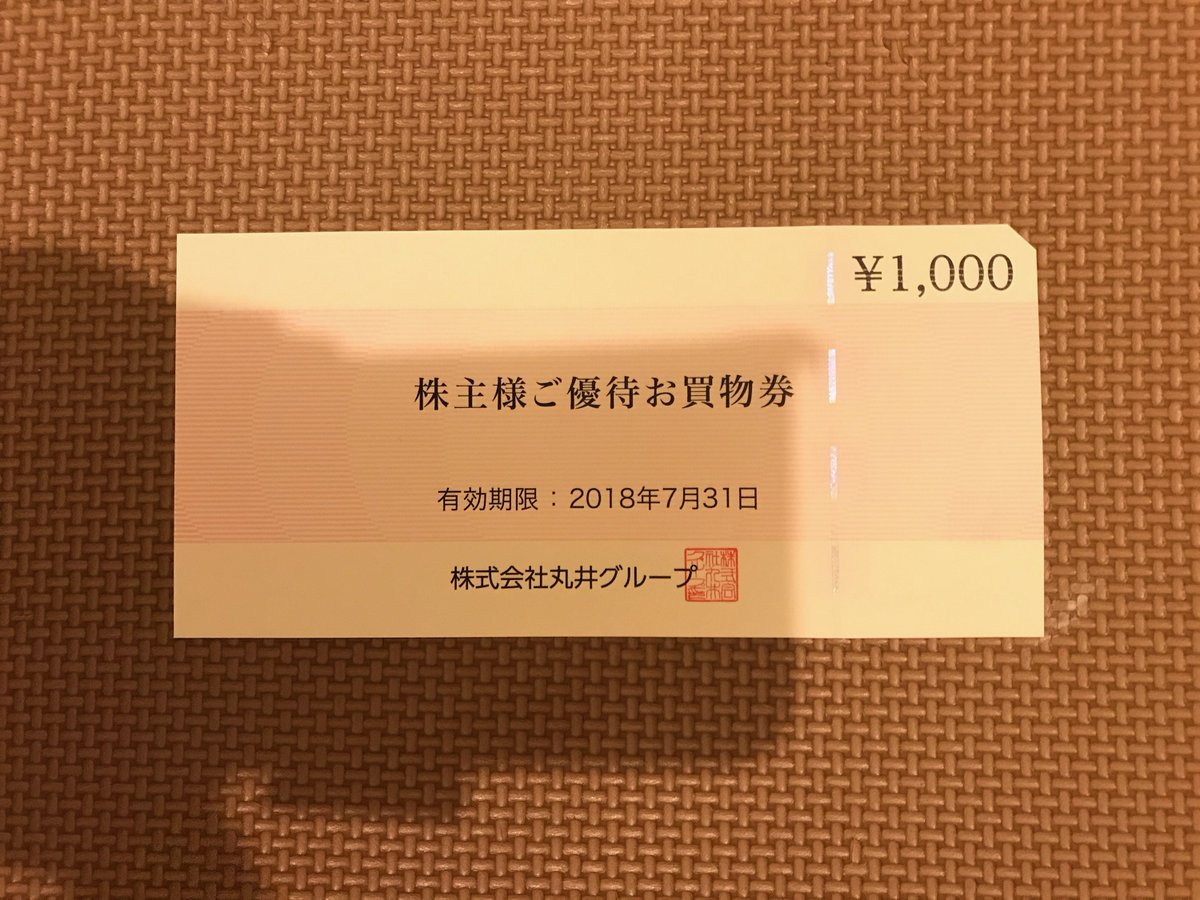 ¥1,000
株主様ご優待お買物券
有効期限：2018年7月31日
株式会社丸井グループ